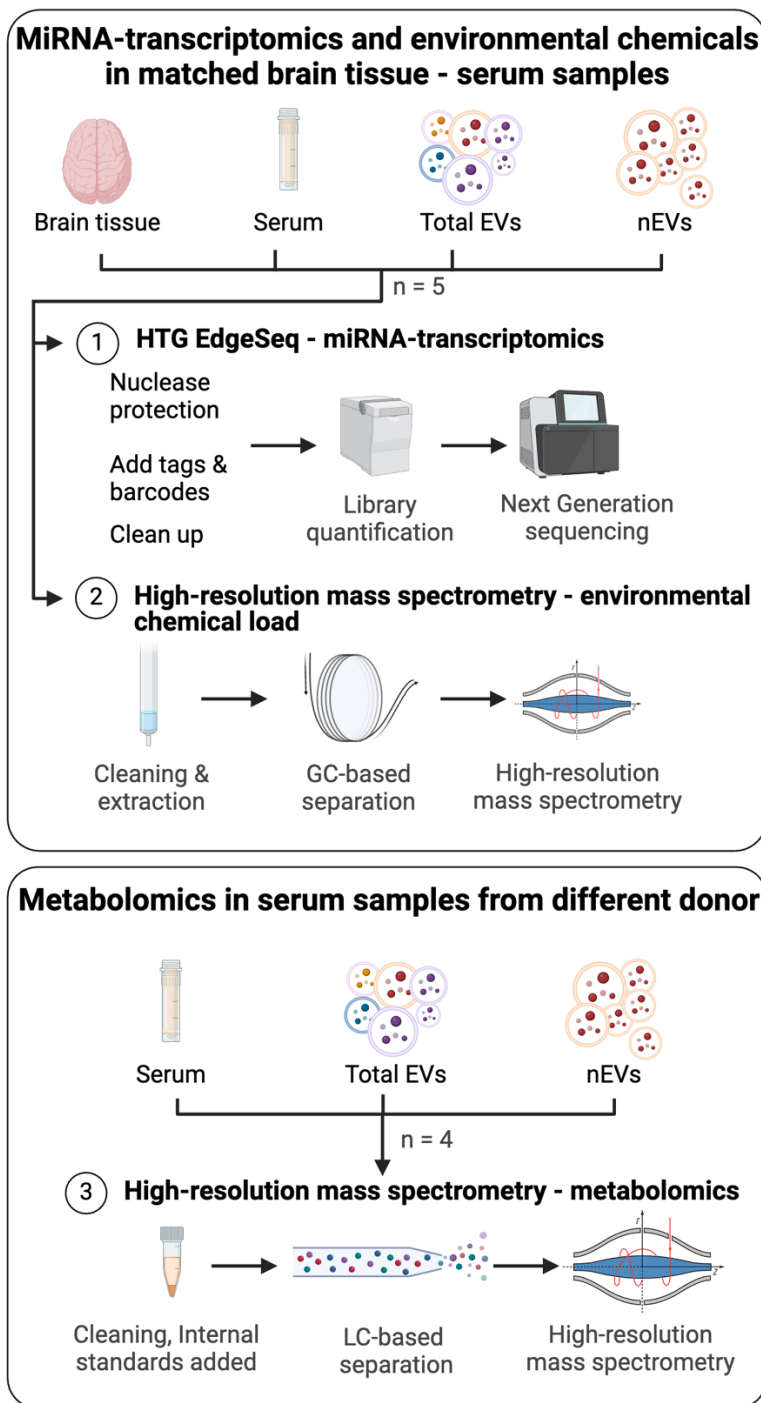 MiRNA-transcriptomics and environmental chemicals
in matched brain tissue - serum samples
Brain tissue
Serum
Total EVs
nEVs
n = 5
1
HTG EdgeSeq - miRNA-transcriptomics
Nuclease
protection
Add tags &
barcodes
Clean up
Library
quantification
Next Generation
sequencing
2
High-resolution mass spectrometry - environmental
chemical load
r
z
Cleaning &
extraction
GC-based
separation
High-resolution
mass spectrometry
Metabolomics in serum samples from different donor
Serum
Total EVs
nEVs
n = 4
3
High-resolution mass spectrometry - metabolomics
r
z
Cleaning, Internal
standards added
LC-based
separation
High-resolution
mass spectrometry